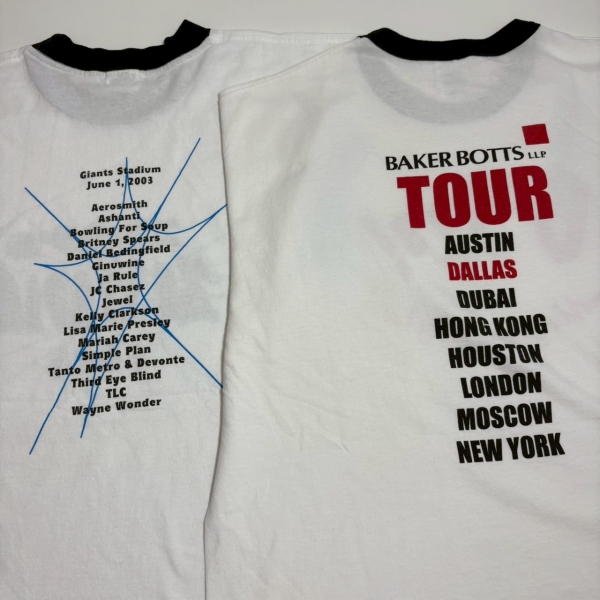 Giants Stadium
June 1, 2003
Aerosmith
Ashanti
Bowling For Soup
Britney Spears
Daniel Bedingfield
Ginuwine
Ja Rule
JC Chasez
Jewel
Kelly Clarkson
Lisa Marie Presley
Mariah Carey
Simple Plan
Tanto Metro & Devonte
Third Eye Blind
TLC
Wayne Wonder
BAKER BOTTS LLP
TOUR
AUSTIN
DALLAS
DUBAI
HONG KONG
HOUSTON
LONDON
MOSCOW
NEW YORK